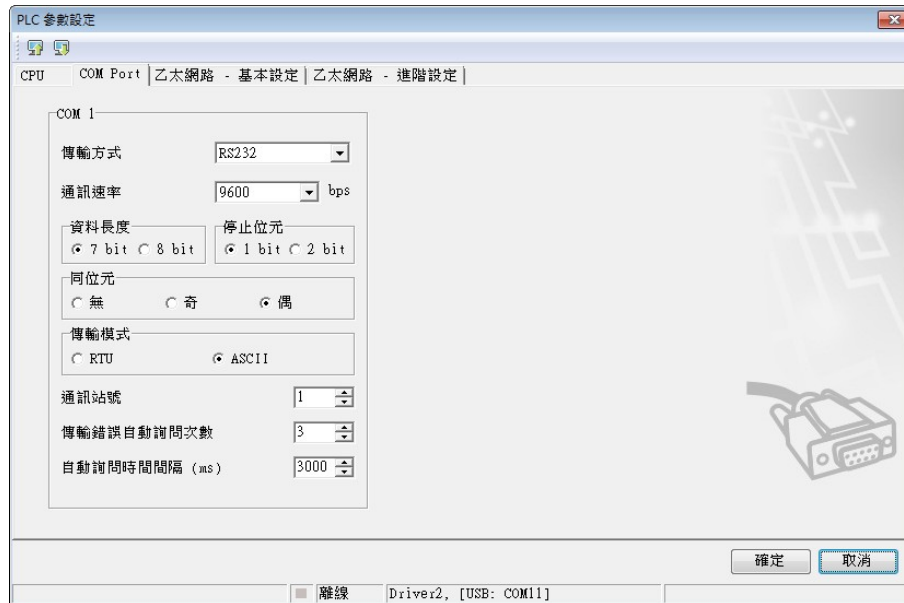 PLC 參數設定
CPU COM Port 乙太網路 - 基本設定 乙太網路 - 進階設定
COM 1
傳輸方式 RS232
通訊速率 9600 bps
資料長度 停止位元
7 bit 8 bit 1 bit 2 bit
同位元
無 奇 偶
傳輸模式
RTU ASCII
通訊站號 1
傳輸錯誤自動詢問次數 3
自動詢問時間間隔 (ms) 3000
確定 取消
離線 Driver2, [USB: COM11]